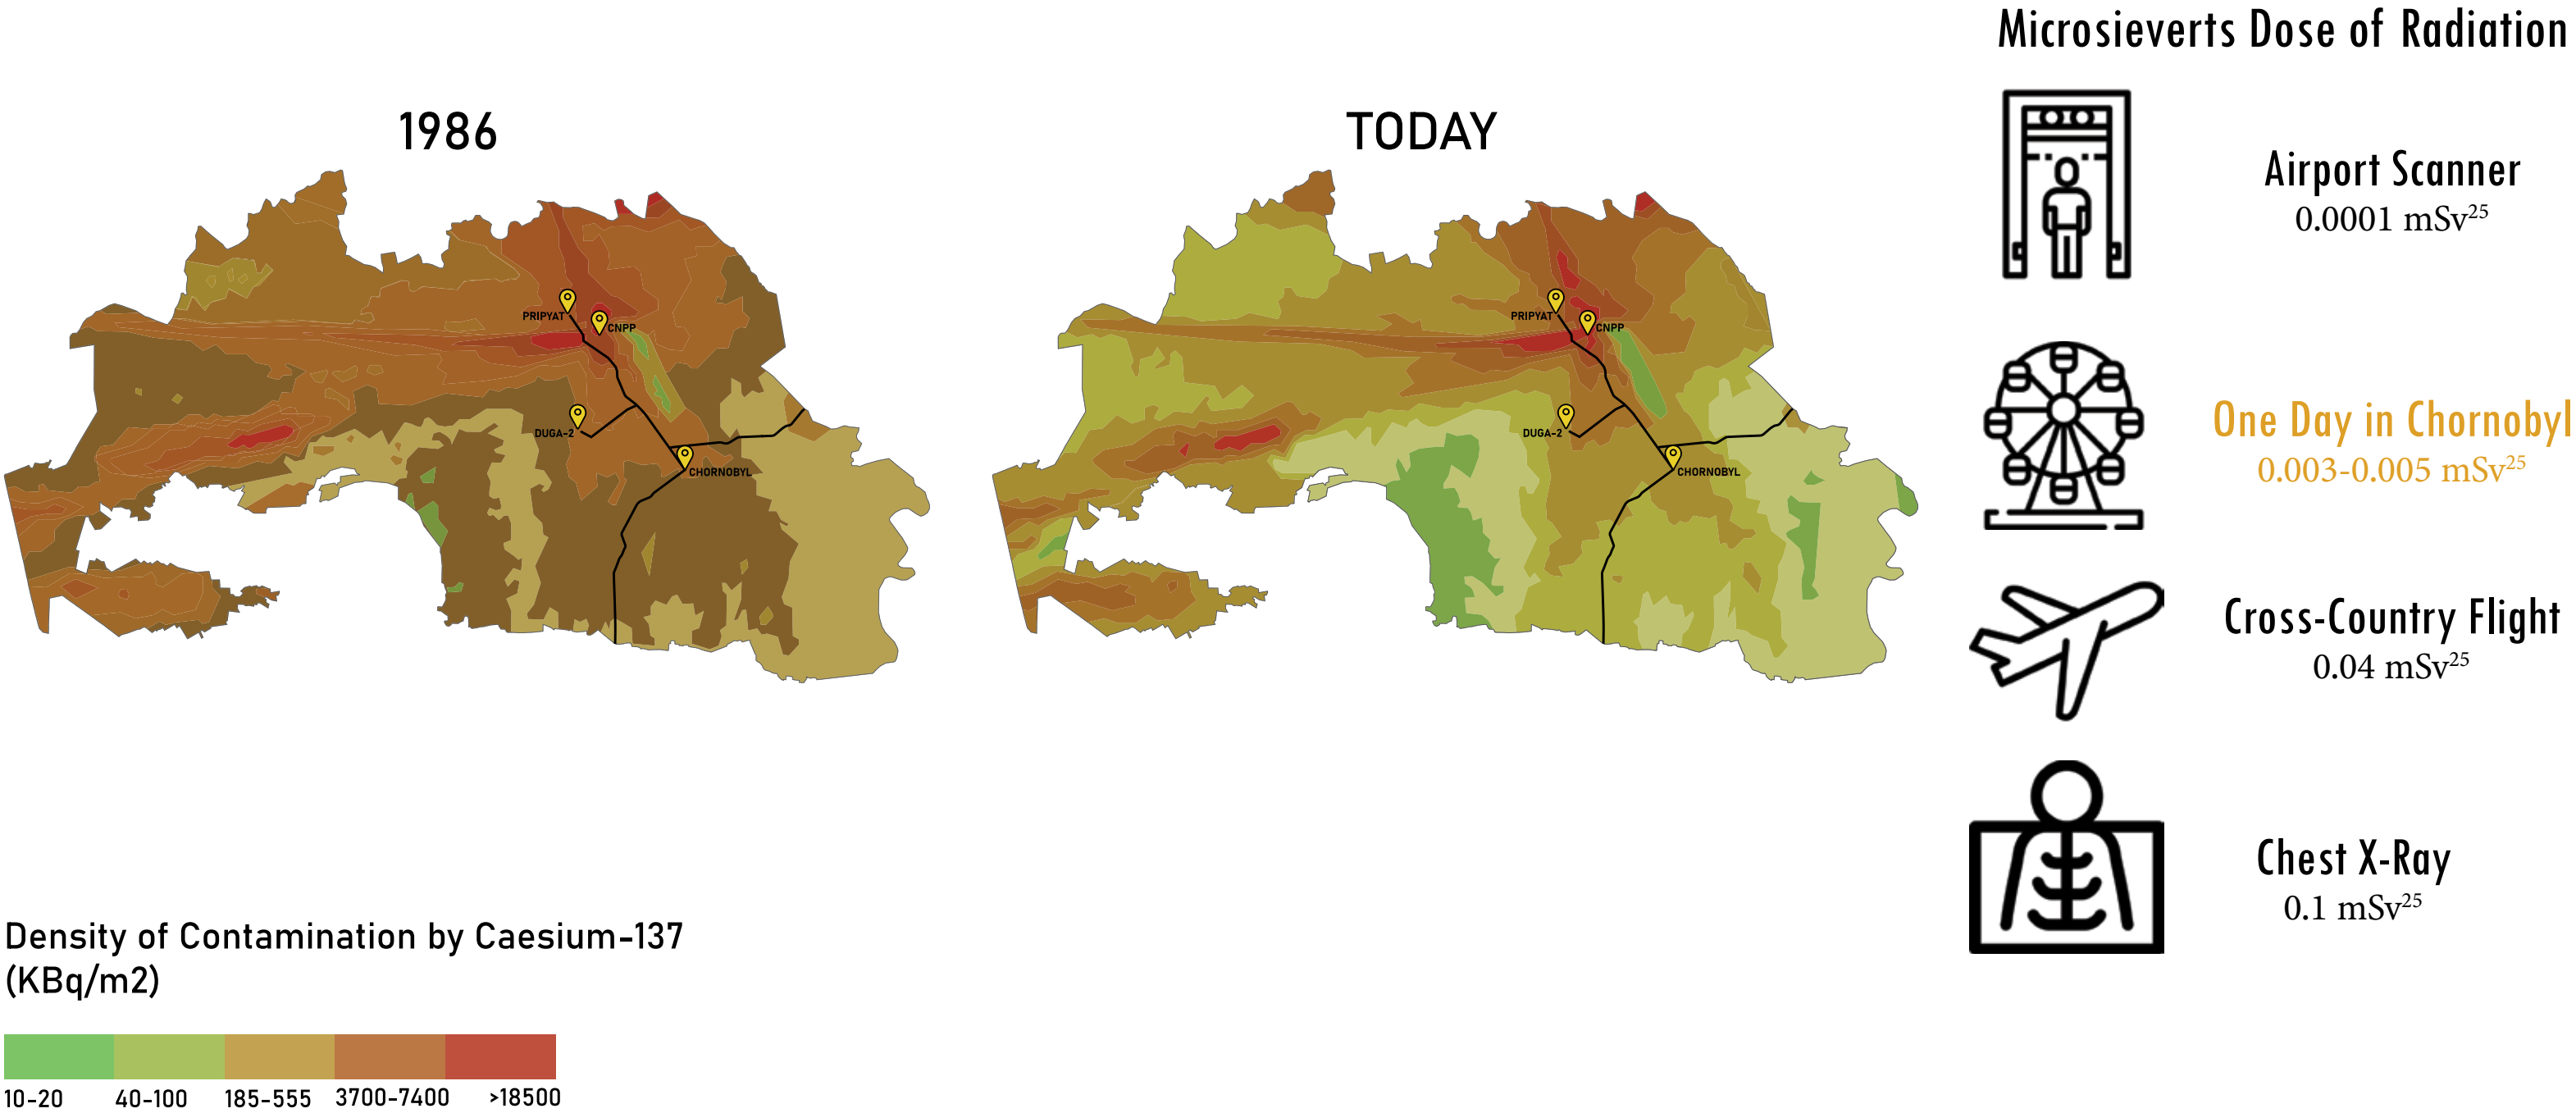 Microsieverts Dose of Radiation
1986
TODAY
PRIPYAT
CNPP
DUGA-2
CHORNOBYL
PRIPYAT
CNPP
DUGA-2
CHORNOBYL
Airport Scanner
0.0001 mSv25
One Day in Chornobyl
0.003-0.005 mSv25
Cross-Country Flight
0.04 mSv25
Chest X-Ray
0.1 mSv25
Density of Contamination by Caesium-137
(KBq/m2)
10-20 40-100 185-555 3700-7400 >18500